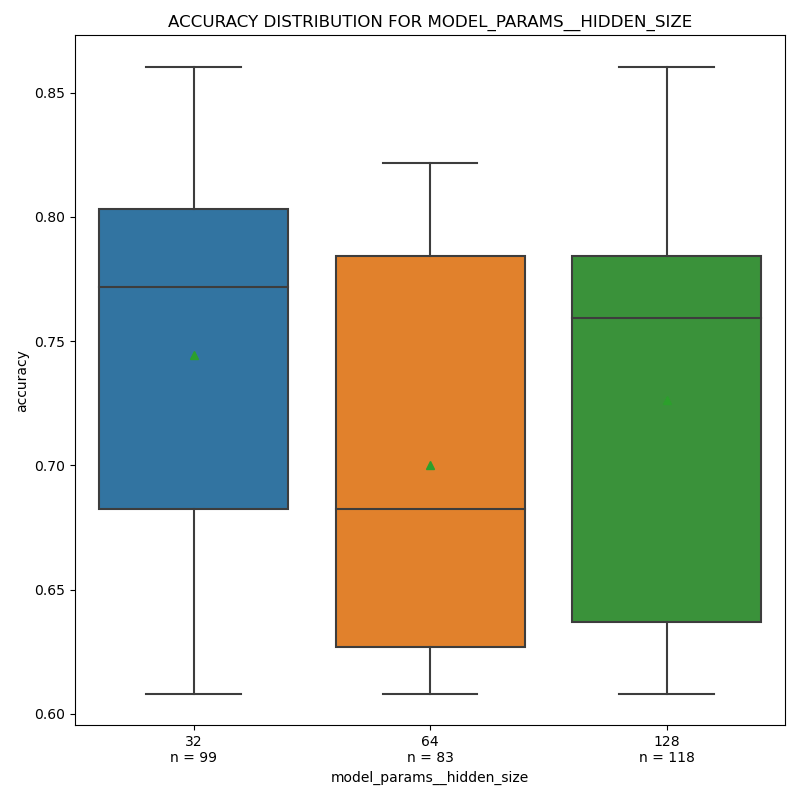 ACCURACY DISTRIBUTION FOR MODEL_PARAMS__HIDDEN_SIZE
0.85
0.80
0.75
0.70
0.65
0.60
accuracy
32
n = 99
64
n = 83
128
n = 118
model_params__hidden_size